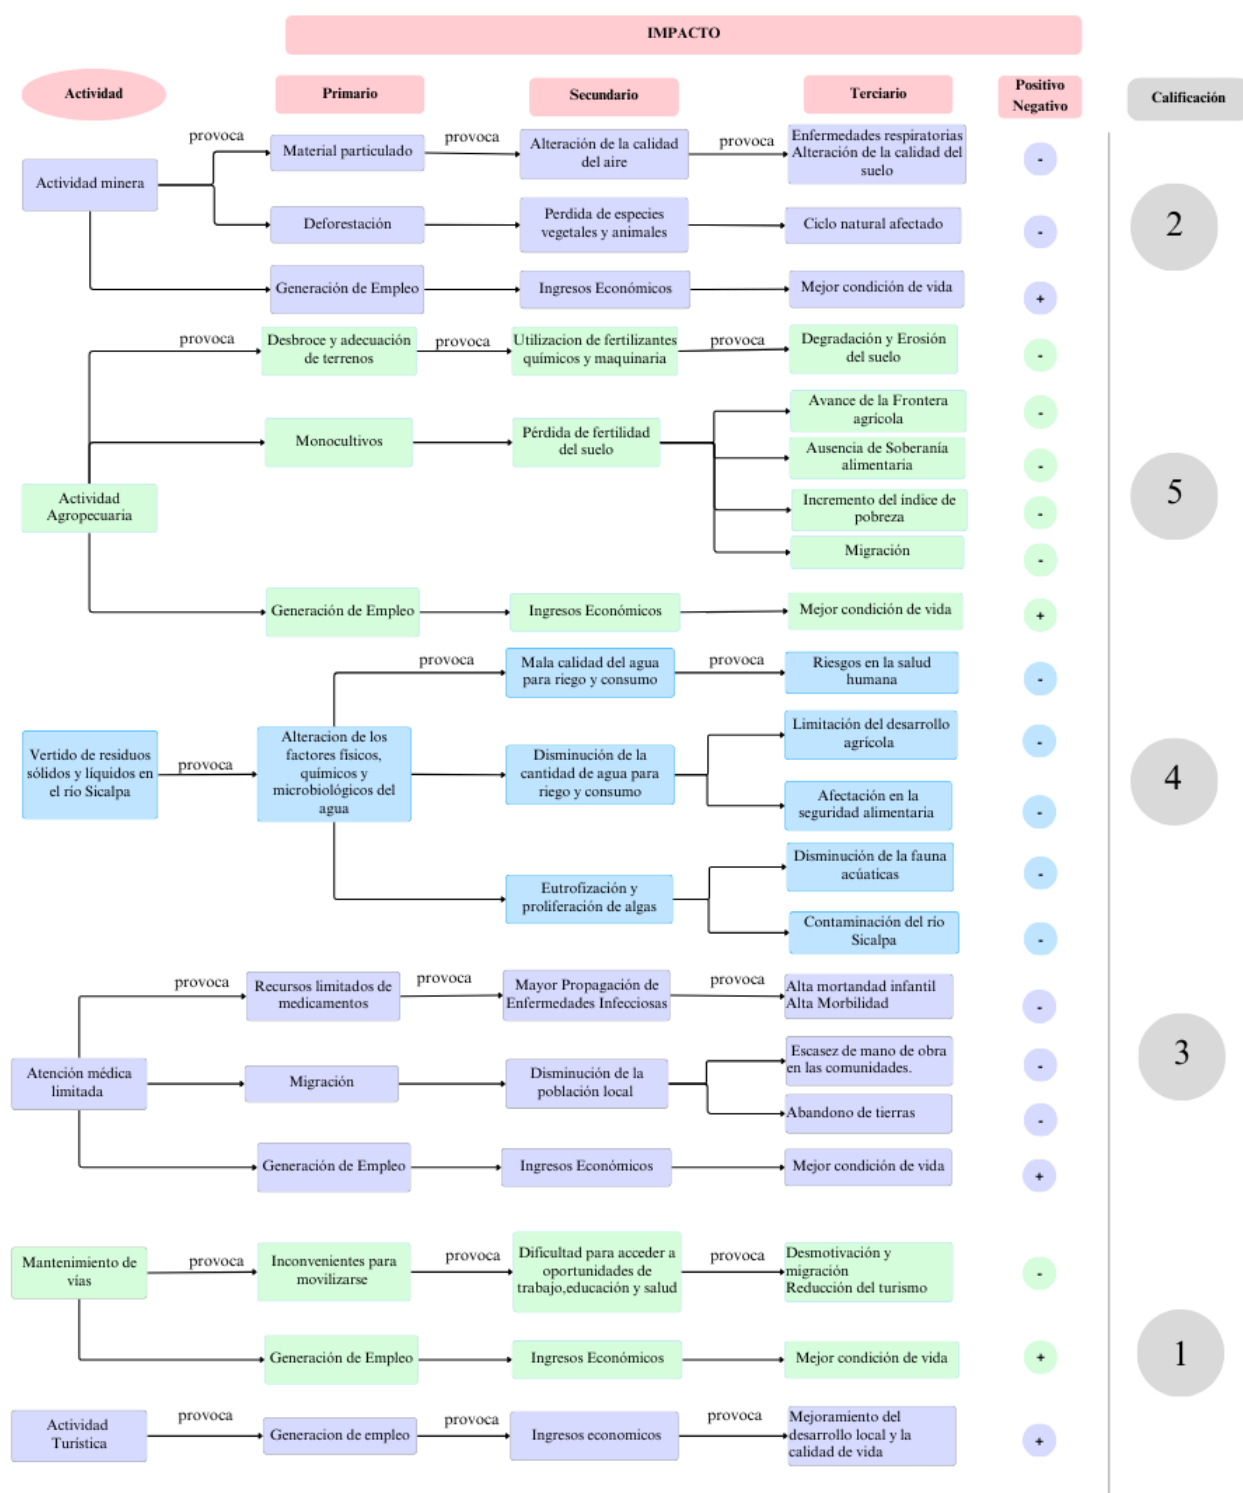 IMPACTO
Actividad
Primario
Secundario
Terciario
Positivo
Negativo
Calificación
provoca
provoca
provoca
Actividad minera
Material particulado
Alteración de la calidad
del aire
Enfermedades respiratorias
Alteración de la calidad del
suelo
-
Deforestación
Perdida de especies
vegetales y animales
Ciclo natural afectado
-
2
Generación de Empleo
Ingresos Económicos
Mejor condición de vida
+
provoca
Desbroce y adecuación
de terrenos
provoca
Utilizacion de fertilizantes
químicos y maquinaria
provoca
Degradación y Erosión
del suelo
-
Monocultivos
Pérdida de fertilidad
del suelo
Avance de la Frontera
agrícola
-
Ausencia de Soberanía
alimentaria
-
Actividad
Agropecuaria
Incremento del índice de
pobreza
-
5
Migración
-
Generación de Empleo
Ingresos Económicos
Mejor condición de vida
+
provoca
Mala calidad del agua
para riego y consumo
provoca
Riesgos en la salud
humana
-
Vertido de residuos
sólidos y líquidos en
el río Sicalpa
provoca
Alteracion de los
factores físicos,
químicos y
microbiológicos del
agua
Disminución de la
cantidad de agua para
riego y consumo
Limitación del desarrollo
agrícola
-
Afectación en la
seguridad alimentaria
-
4
Eutrofización y
proliferación de algas
Disminución de la fauna
acúaticas
-
Contaminación del río
Sicalpa
-
provoca
Recursos limitados de
medicamentos
provoca
Mayor Propagación de
Enfermedades Infecciosas
provoca
Alta mortandad infantil
Alta Morbilidad
-
Atención médica
limitada
Migración
Disminución de la
población local
Escasez de mano de obra
en las comunidades.
-
Abandono de tierras
-
3
Generación de Empleo
Ingresos Económicos
Mejor condición de vida
+
Mantenimiento de
vías
provoca
Inconvenientes para
movilizarse
provoca
Dificultad para acceder a
oportunidades de
trabajo,educación y salud
provoca
Desmotivación y
migración
Reducción del turismo
-
Generación de Empleo
Ingresos Económicos
Mejor condición de vida
+
1
Actividad
Turística
provoca
Generacion de empleo
provoca
Ingresos economicos
provoca
Mejoramiento del
desarrollo local y la
calidad de vida
+